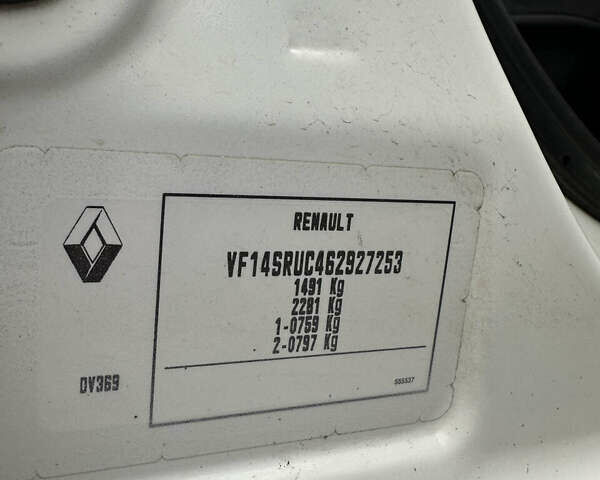 RENAULT
VF14SRUC462927253
1491 Kg
2281 Kg
1-0759 Kg
2-0797 Kg
DV369
555537